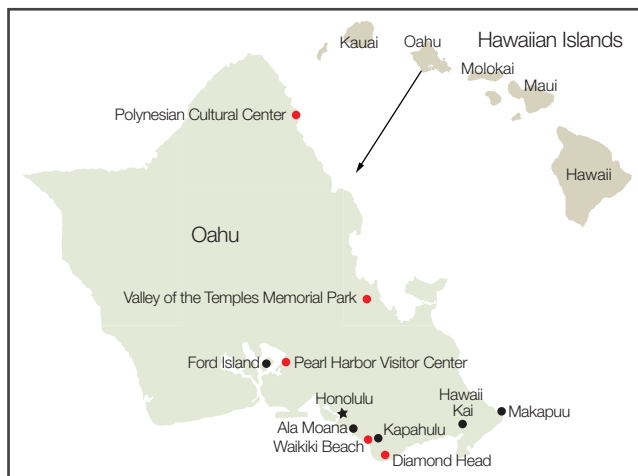 Hawaiian Islands
Kauai
Oahu
Molokai
Maui
Hawaii
Polynesian Cultural Center
Oahu
Valley of the Temples Memorial Park
Ford Island
Pearl Harbor Visitor Center
Honolulu
Hawaii
Kai
Makapuu
Ala Moana
Kapahulu
Waikiki Beach
Diamond Head